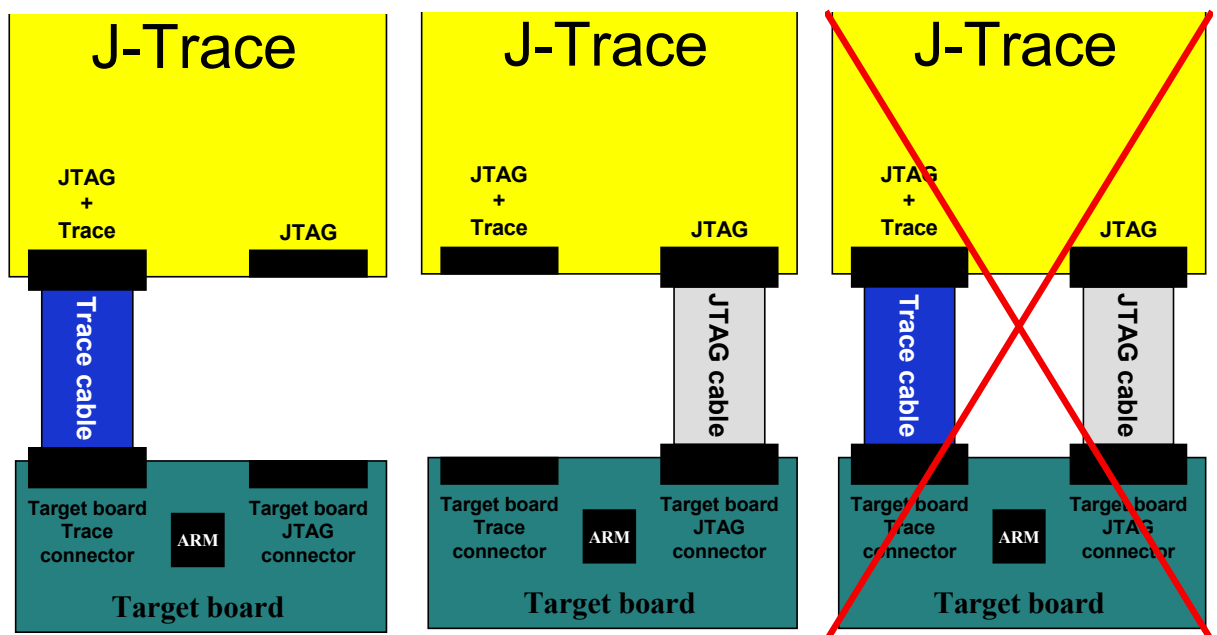 J-Trace
JTAG
+
Trace
JTAG
Trace cable
Target board
Trace
connector
ARM
Target board
JTAG
connector
Target board
J-Trace
JTAG
+
Trace
JTAG
JTAG cable
Target board
Trace
connector
ARM
Target board
JTAG
connector
Target board
J-Trace
JTAG
+
Trace
JTAG
Trace cable
JTAG cable
Target board
Trace
connector
ARM
Target board
JTAG
connector
Target board